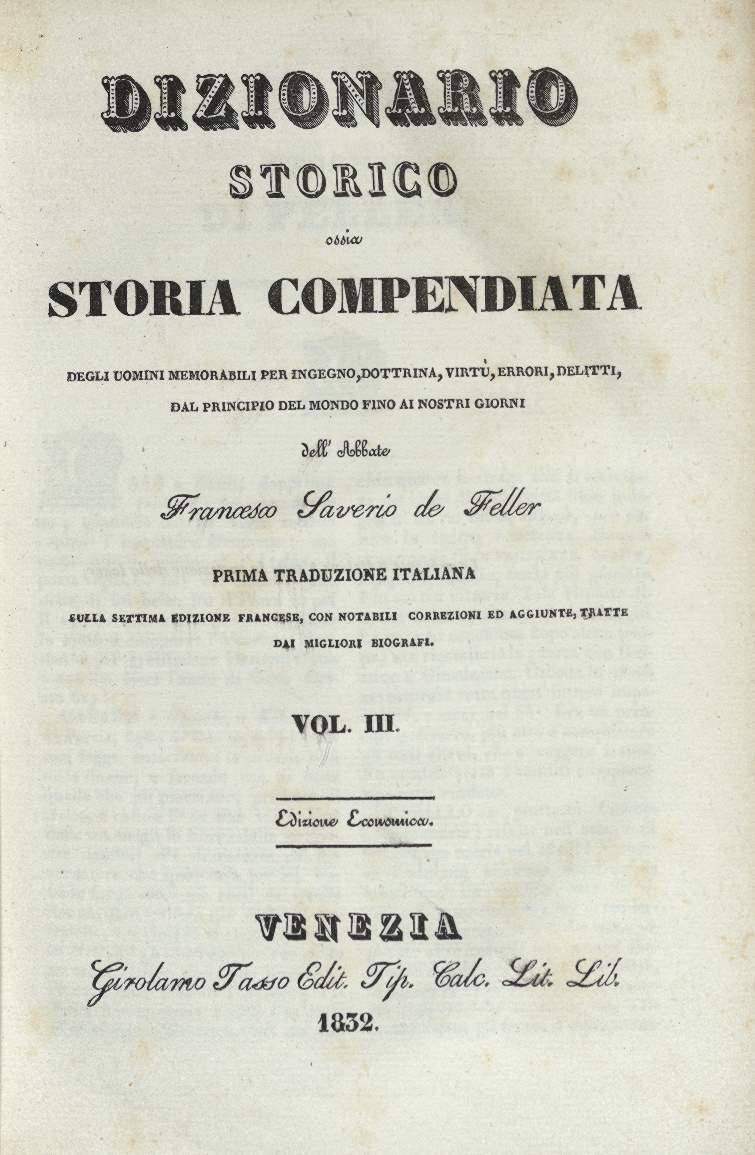 DIZIONARIO
STORICO
ossia
STORIA COMPENDIATA
DEGLI UOMINI MEMORABILI PER INGEGNO, DOTTRINA, VIRTÙ, ERRORI, DELITTI,
DAL PRINCIPIO DEL MONDO FINO AI NOSTRI GIORNI
dell' Abbate
Francesco Saverio de Feller
PRIMA TRADUZIONE ITALIANA
SULLA SETTIMA EDIZIONE FRANCESE, CON NOTABILI CORREZIONI ED AGGIUNTE, TRATTE
DAI MIGLIORI BIOGRAFI.
VOL. III.
Edizione Economica.
VENEZIA
Girolamo Tasso Edit. Tip. Calc. Lit. Lib.
1832.